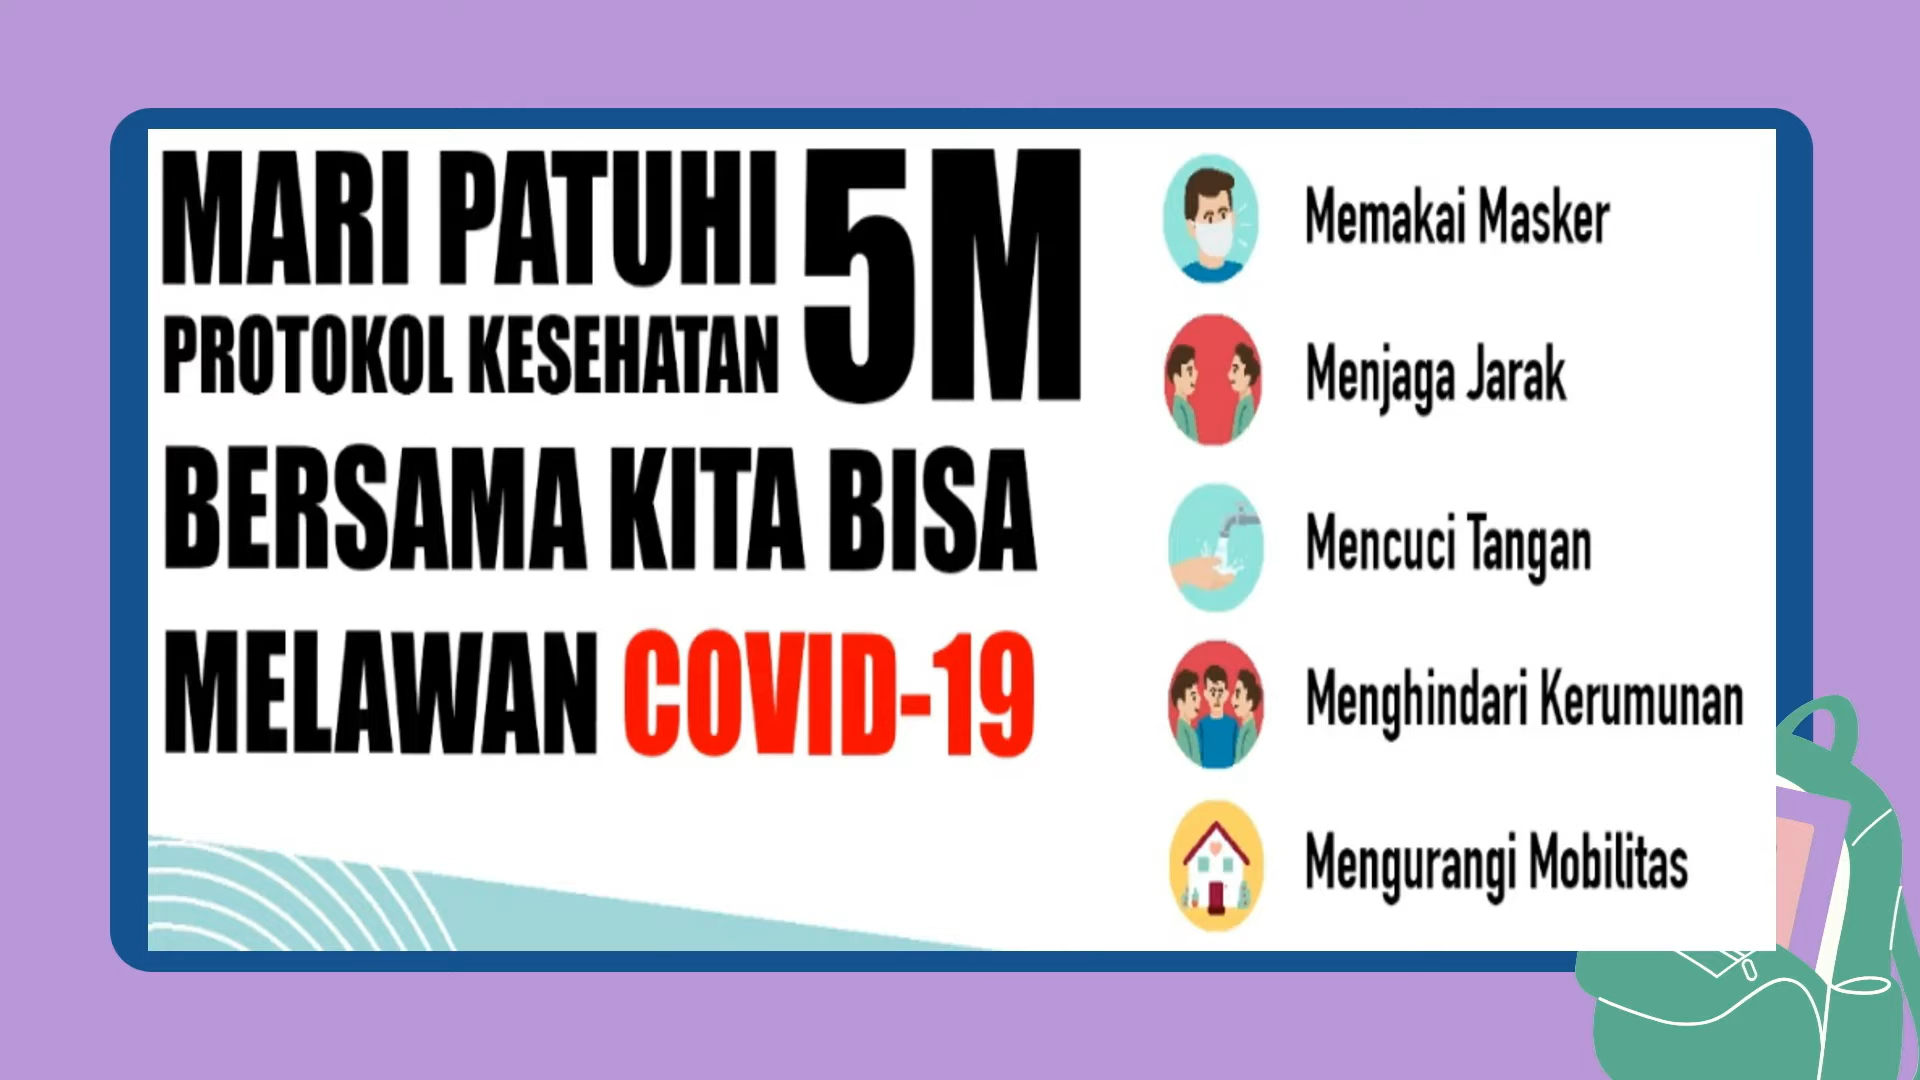 MARI PATUHI 5M
PROTOKOL KESEHATAN
BERSAMA KITA BISA
MELAWAN COVID-19
Memakai Masker
Menjaga Jarak
Mencuci Tangan
Menghindari Kerumunan
Mengurangi Mobilitas